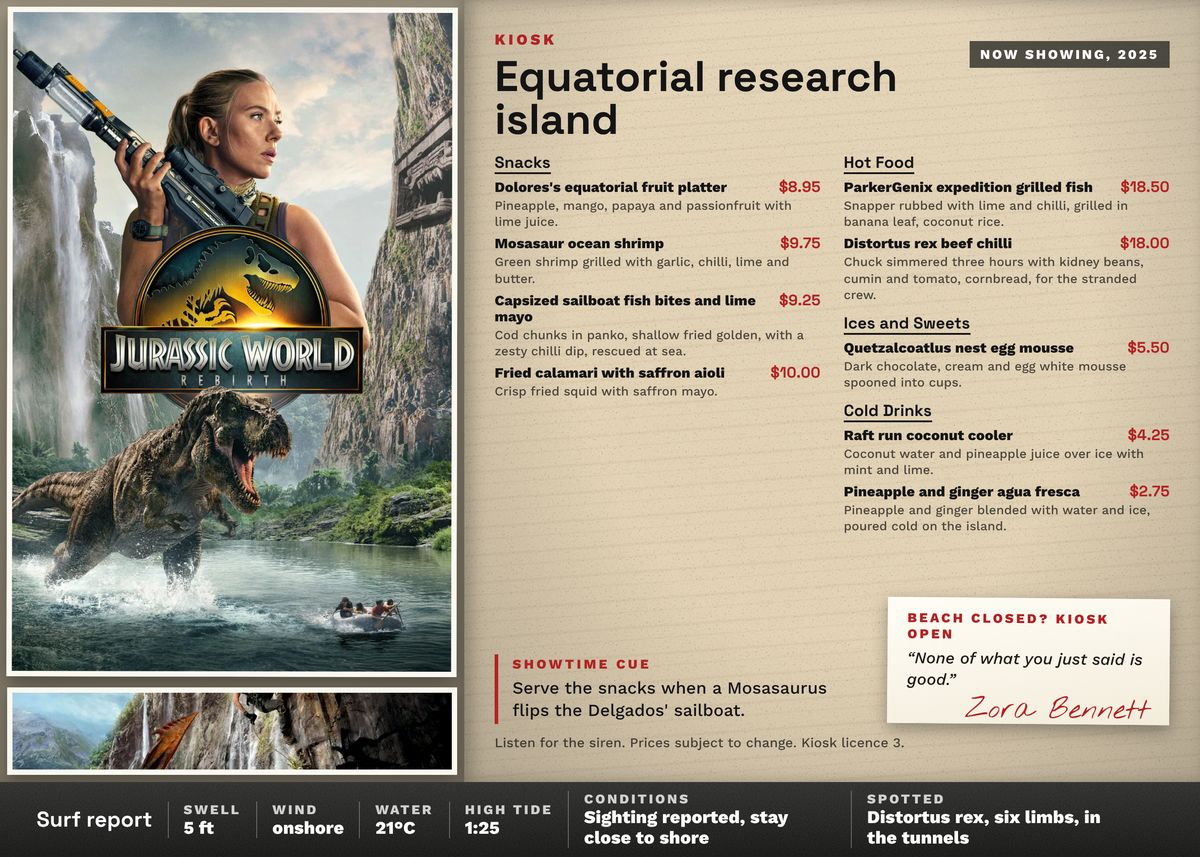 JURASSIC WORLD
REBIRTH
KIOSK
NOW SHOWING, 2025
Equatorial research
island
Snacks
Dolores's equatorial fruit platter $8.95
Pineapple, mango, papaya and passionfruit with
lime juice.
Mosasaur ocean shrimp $9.75
Green shrimp grilled with garlic, chilli, lime and
butter.
Capsized sailboat fish bites and lime $9.25
mayo
Cod chunks in panko, shallow fried golden, with a
zesty chilli dip, rescued at sea.
Fried calamari with saffron aioli $10.00
Crisp fried squid with saffron mayo.
Hot Food
ParkerGenix expedition grilled fish $18.50
Snapper rubbed with lime and chilli, grilled in
banana leaf, coconut rice.
Distortus rex beef chilli $18.00
Chuck simmered three hours with kidney beans,
cumin and tomato, cornbread, for the stranded
crew.
Ices and Sweets
Quetzalcoatlus nest egg mousse $5.50
Dark chocolate, cream and egg white mousse
spooned into cups.
Cold Drinks
Raft run coconut cooler $4.25
Coconut water and pineapple juice over ice with
mint and lime.
Pineapple and ginger agua fresca $2.75
Pineapple and ginger blended with water and ice,
poured cold on the island.
SHOWTIME CUE
Serve the snacks when a Mosasaurus
flips the Delgados' sailboat.
BEACH CLOSED? KIOSK
OPEN
“None of what you just said is
good.”
Zora Bennett
Listen for the siren. Prices subject to change. Kiosk licence 3.
Surf report
SWELL
5 ft
WIND
onshore
WATER
21°C
HIGH TIDE
1:25
CONDITIONS
Sighting reported, stay
close to shore
SPOTTED
Distortus rex, six limbs, in
the tunnels